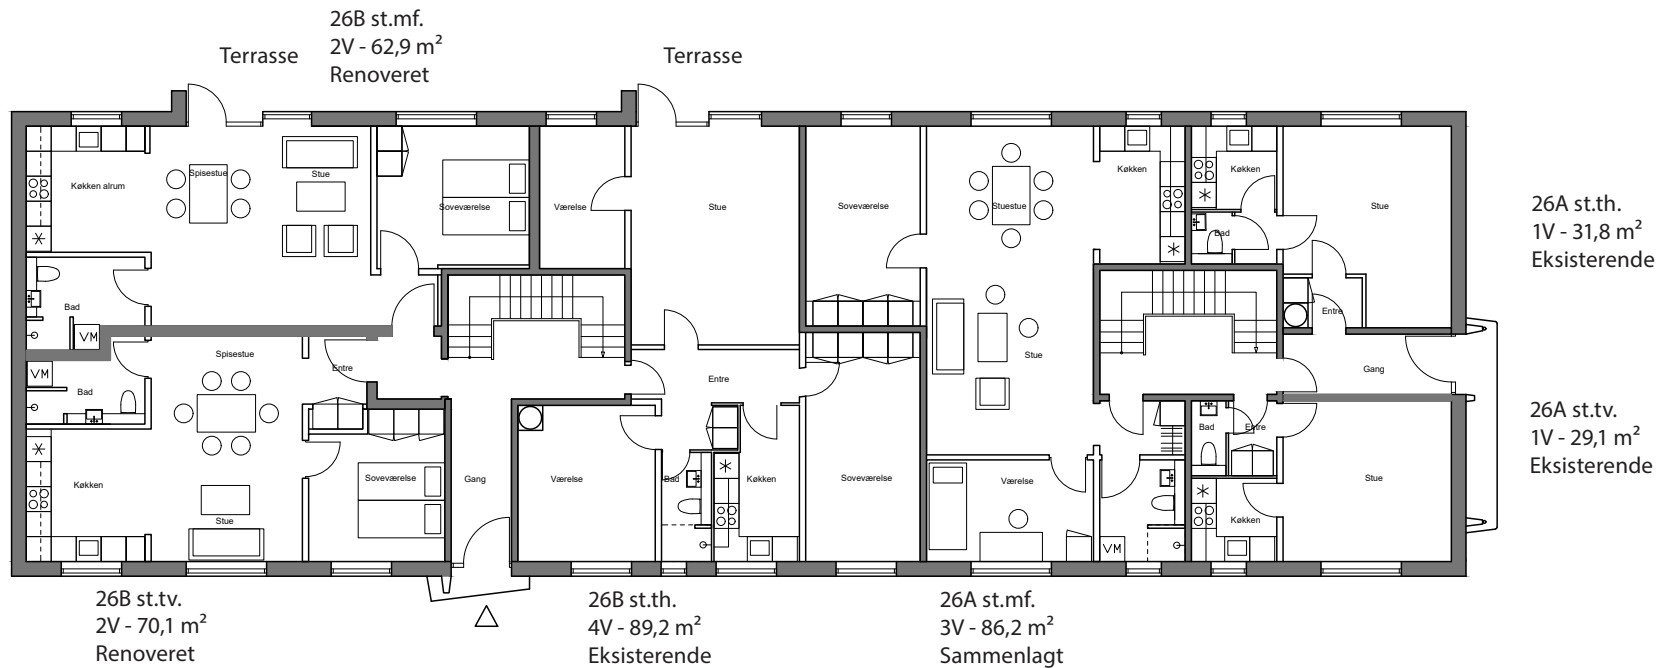 26B st.mf.
2V - 62,9 m²
Renoveret
Terrasse
Terrasse
Køkken alrum
Spisestue
Stue
Soveværelse
Værelse
Stue
Soveværelse
Stuestue
Køkken
Køkken
Bad
Stue
26A st.th.
1V - 31,8 m²
Eksisterende
Bad
VM
Entre
Spisestue
Entre
VM
Bad
Entre
Stue
Gang
Køkken
Stue
Soveværelse
Gang
Værelse
Bad
Køkken
Soveværelse
Værelse
VM
Bad
Entre
Køkken
Stue
26A st.tv.
1V - 29,1 m²
Eksisterende
26B st.tv.
2V - 70,1 m²
Renoveret
26B st.th.
4V - 89,2 m²
Eksisterende
26A st.mf.
3V - 86,2 m²
Sammenlagt